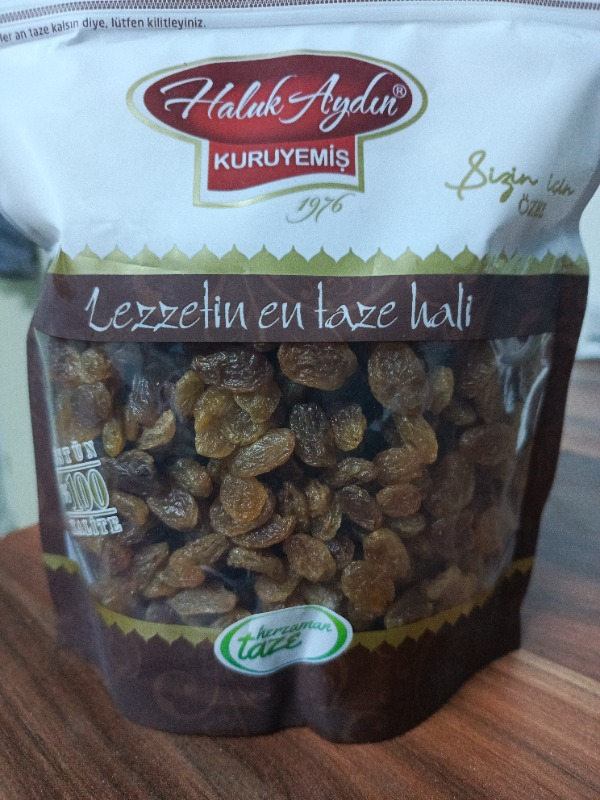 ler an taze kalsın diye, lütfen kilitleyiniz.
Haluk Aydın®
KURUYEMİŞ
1976
Sizin için
ÖZEL
Lezzetin en taze hali
ÜSTÜN
%100
KALİTE
herzaman
taze